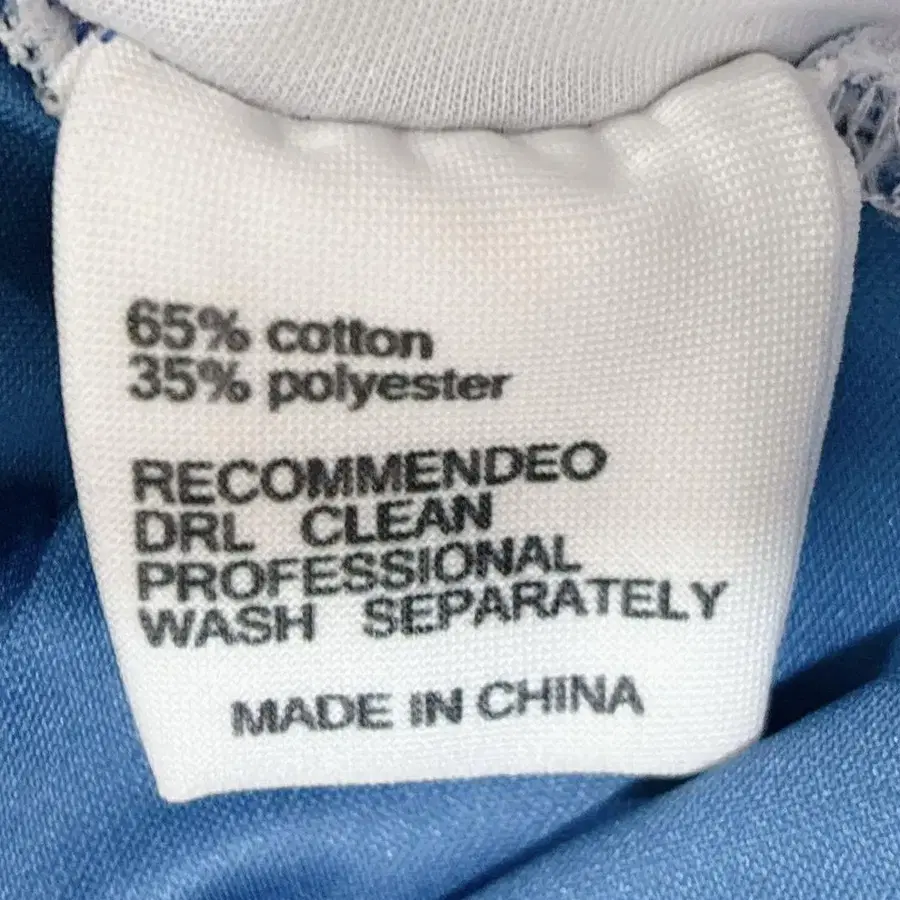 65% cotton
35% polyester
RECOMMENDEO
DRL CLEAN
PROFESSIONAL
WASH SEPARATELY
MADE IN CHINA